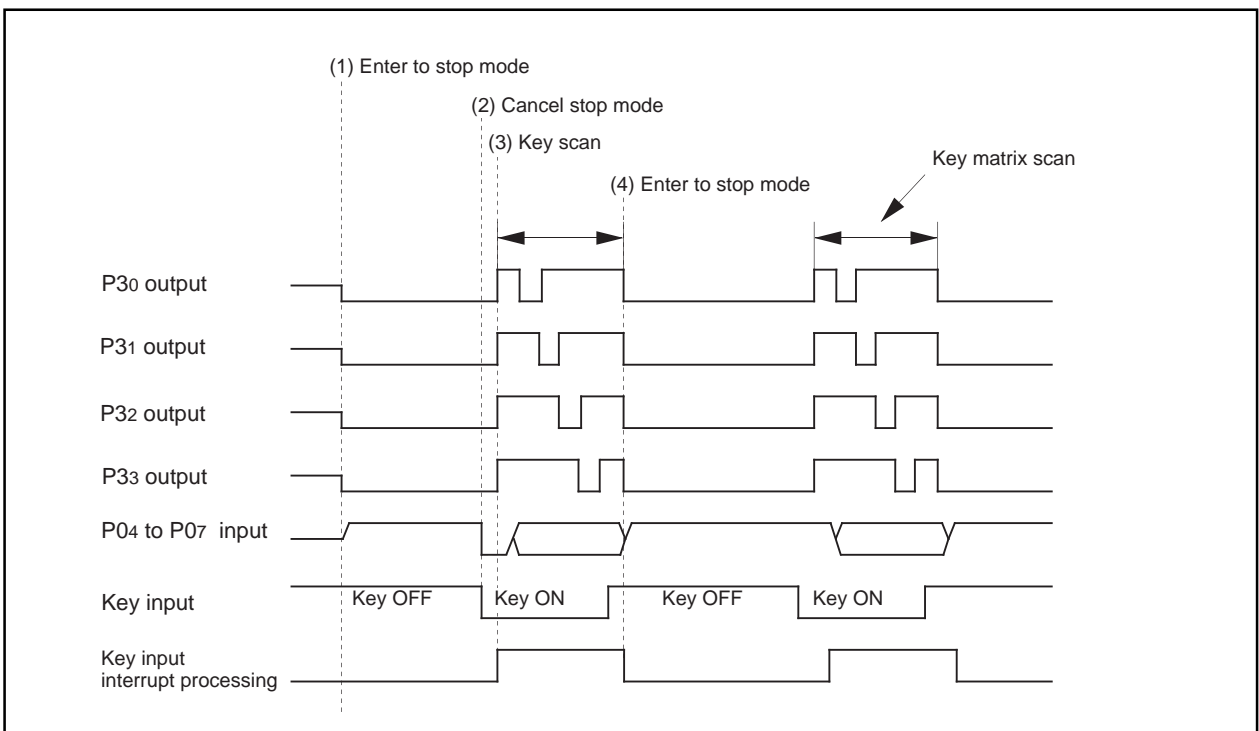 (1) Enter to stop mode
(2) Cancel stop mode
(3) Key scan
Key matrix scan
(4) Enter to stop mode
P30 output
P31 output
P32 output
P33 output
P04 to P07 input
Key input
Key OFF
Key ON
Key OFF
Key ON
Key input
interrupt processing